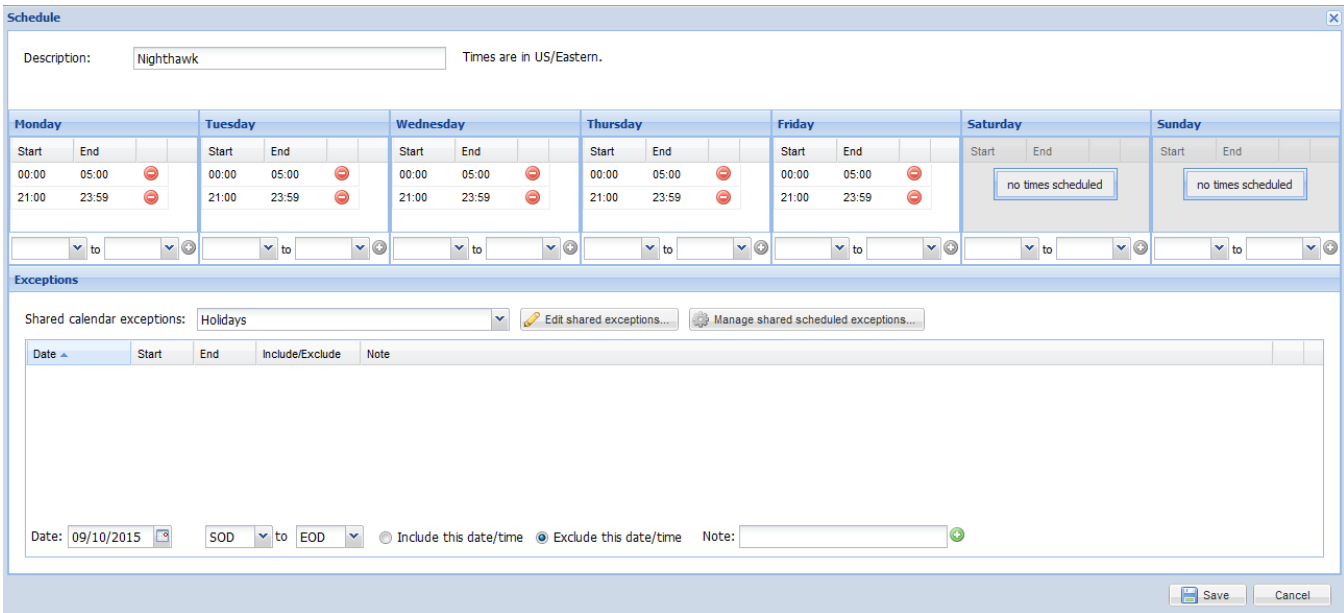 Schedule
Description: Nighthawk Times are in US/Eastern.
Monday Tuesday Wednesday Thursday Friday Saturday Sunday
Start End Start End Start End Start End Start End Start End Start End
00:00 05:00 00:00 05:00 00:00 05:00 00:00 05:00 00:00 05:00 no times scheduled no times scheduled
21:00 23:59 21:00 23:59 21:00 23:59 21:00 23:59 21:00 23:59
to to to to to to to
Exceptions
Shared calendar exceptions: Holidays Edit shared exceptions... Manage shared scheduled exceptions...
Date Start End Include/Exclude Note
Date: 09/10/2015 SOD to EOD Include this date/time Exclude this date/time Note:
Save Cancel